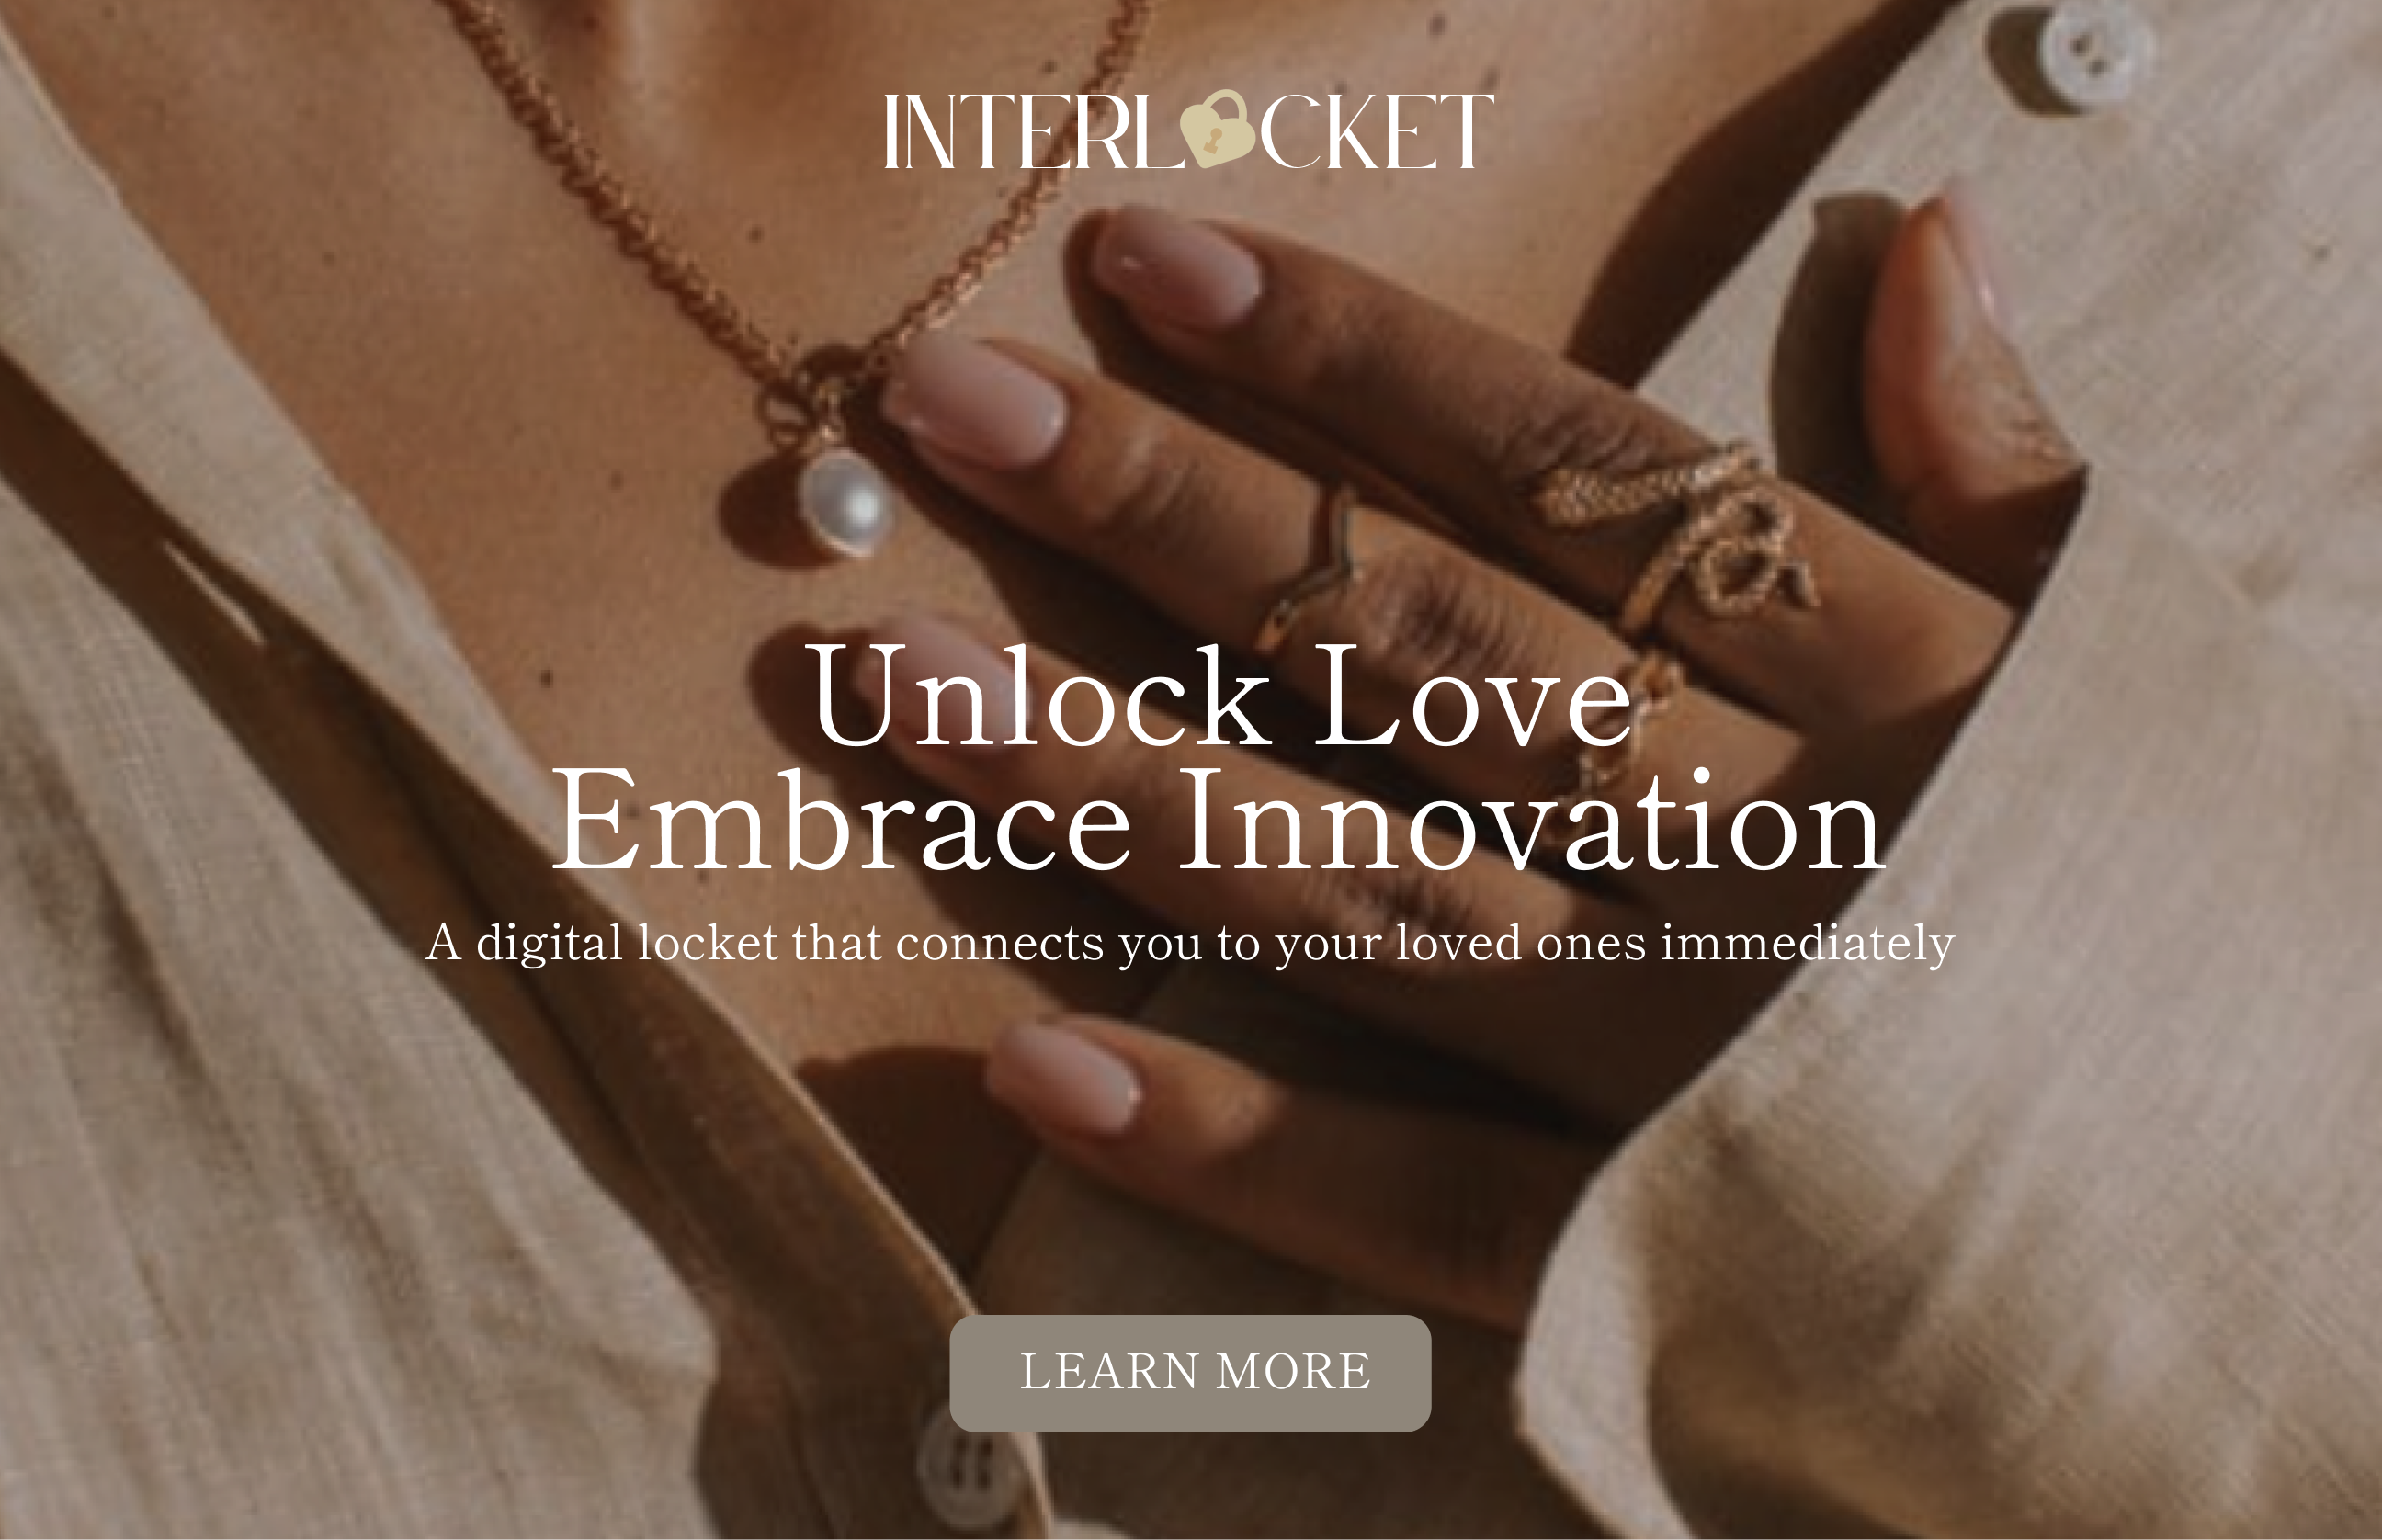 INTERLOCKET
Unlock Love
Embrace Innovation
A digital locket that connects you to your loved ones immediately
LEARN MORE